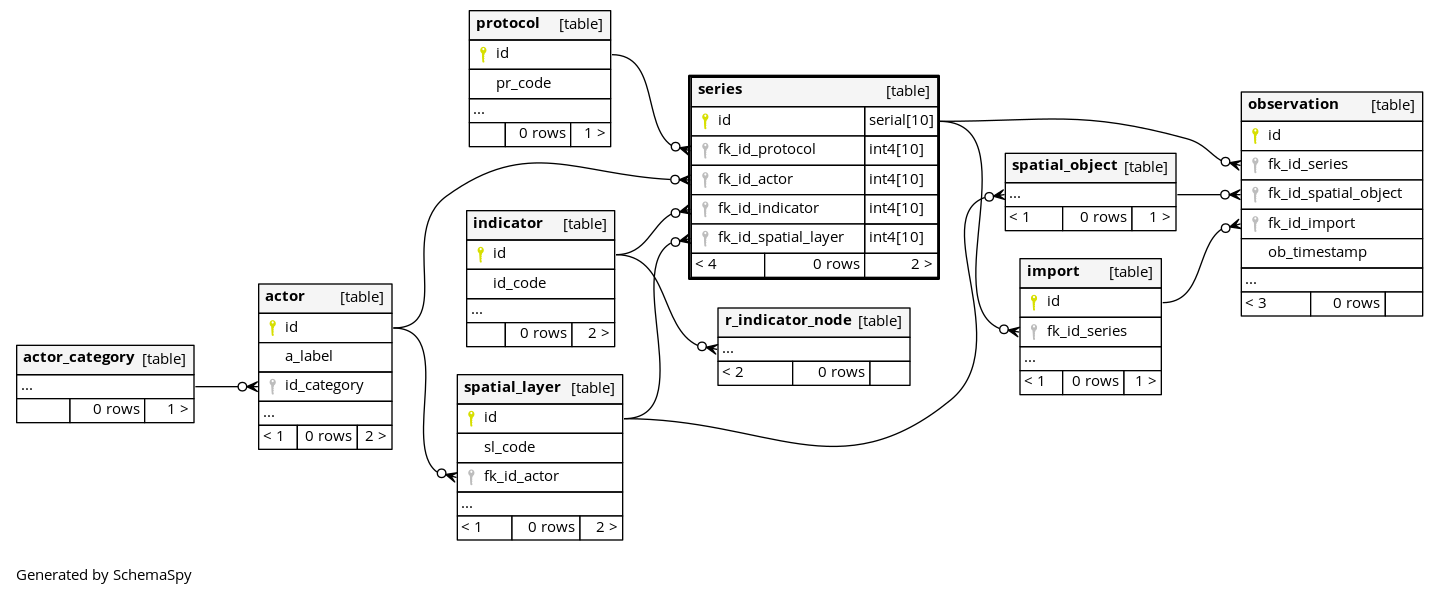 protocol [table]
id
pr_code
...
0 rows 1 >
series [table]
id serial[10]
fk_id_protocol int4[10]
fk_id_actor int4[10]
fk_id_indicator int4[10]
fk_id_spatial_layer int4[10]
< 4 0 rows 2 >
observation [table]
id
fk_id_series
fk_id_spatial_object
fk_id_import
ob_timestamp
...
< 3 0 rows
spatial_object [table]
...
< 1 0 rows 1 >
indicator [table]
id
id_code
...
0 rows 2 >
import [table]
id
fk_id_series
...
< 1 0 rows 1 >
actor [table]
id
a_label
id_category
...
< 1 0 rows 2 >
r_indicator_node [table]
...
< 2 0 rows
actor_category [table]
...
0 rows 1 >
spatial_layer [table]
id
sl_code
fk_id_actor
...
< 1 0 rows 2 >
Generated by SchemaSpy